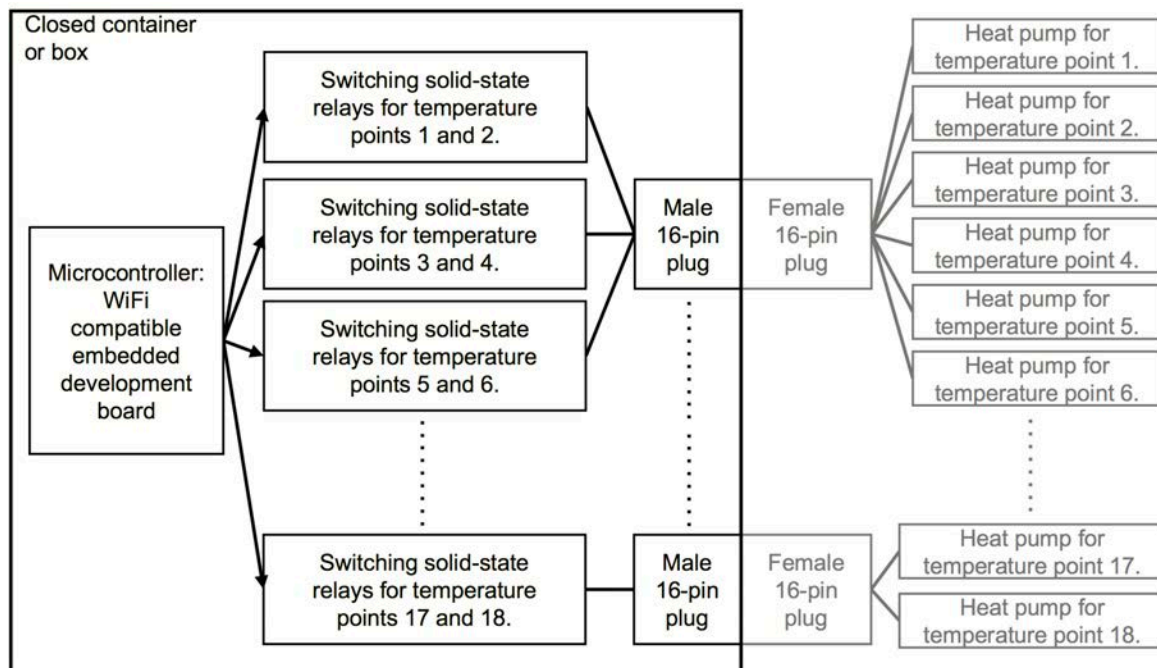 Closed container
or box
Switching solid-state
relays for temperature
points 1 and 2.
Switching solid-state
relays for temperature
points 3 and 4.
Switching solid-state
relays for temperature
points 5 and 6.
Switching solid-state
relays for temperature
points 17 and 18.
Microcontroller:
WiFi
compatible
embedded
development
board
Male
16-pin
plug
Female
16-pin
plug
Male
16-pin
plug
Female
16-pin
plug
Heat pump for
temperature point 1.
Heat pump for
temperature point 2.
Heat pump for
temperature point 3.
Heat pump for
temperature point 4.
Heat pump for
temperature point 5.
Heat pump for
temperature point 6.
Heat pump for
temperature point 17.
Heat pump for
temperature point 18.